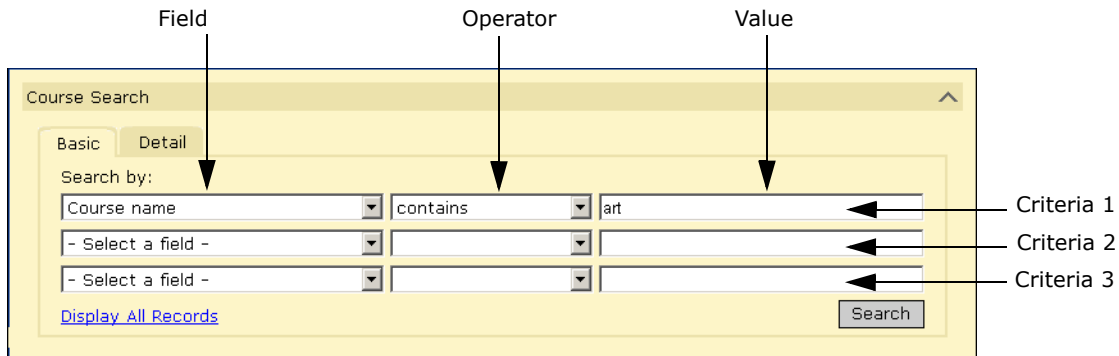 Field Operator Value
Course Search
Basic Detail
Search by:
Course name contains art Criteria 1
- Select a field - Criteria 2
- Select a field - Criteria 3
Display All Records Search